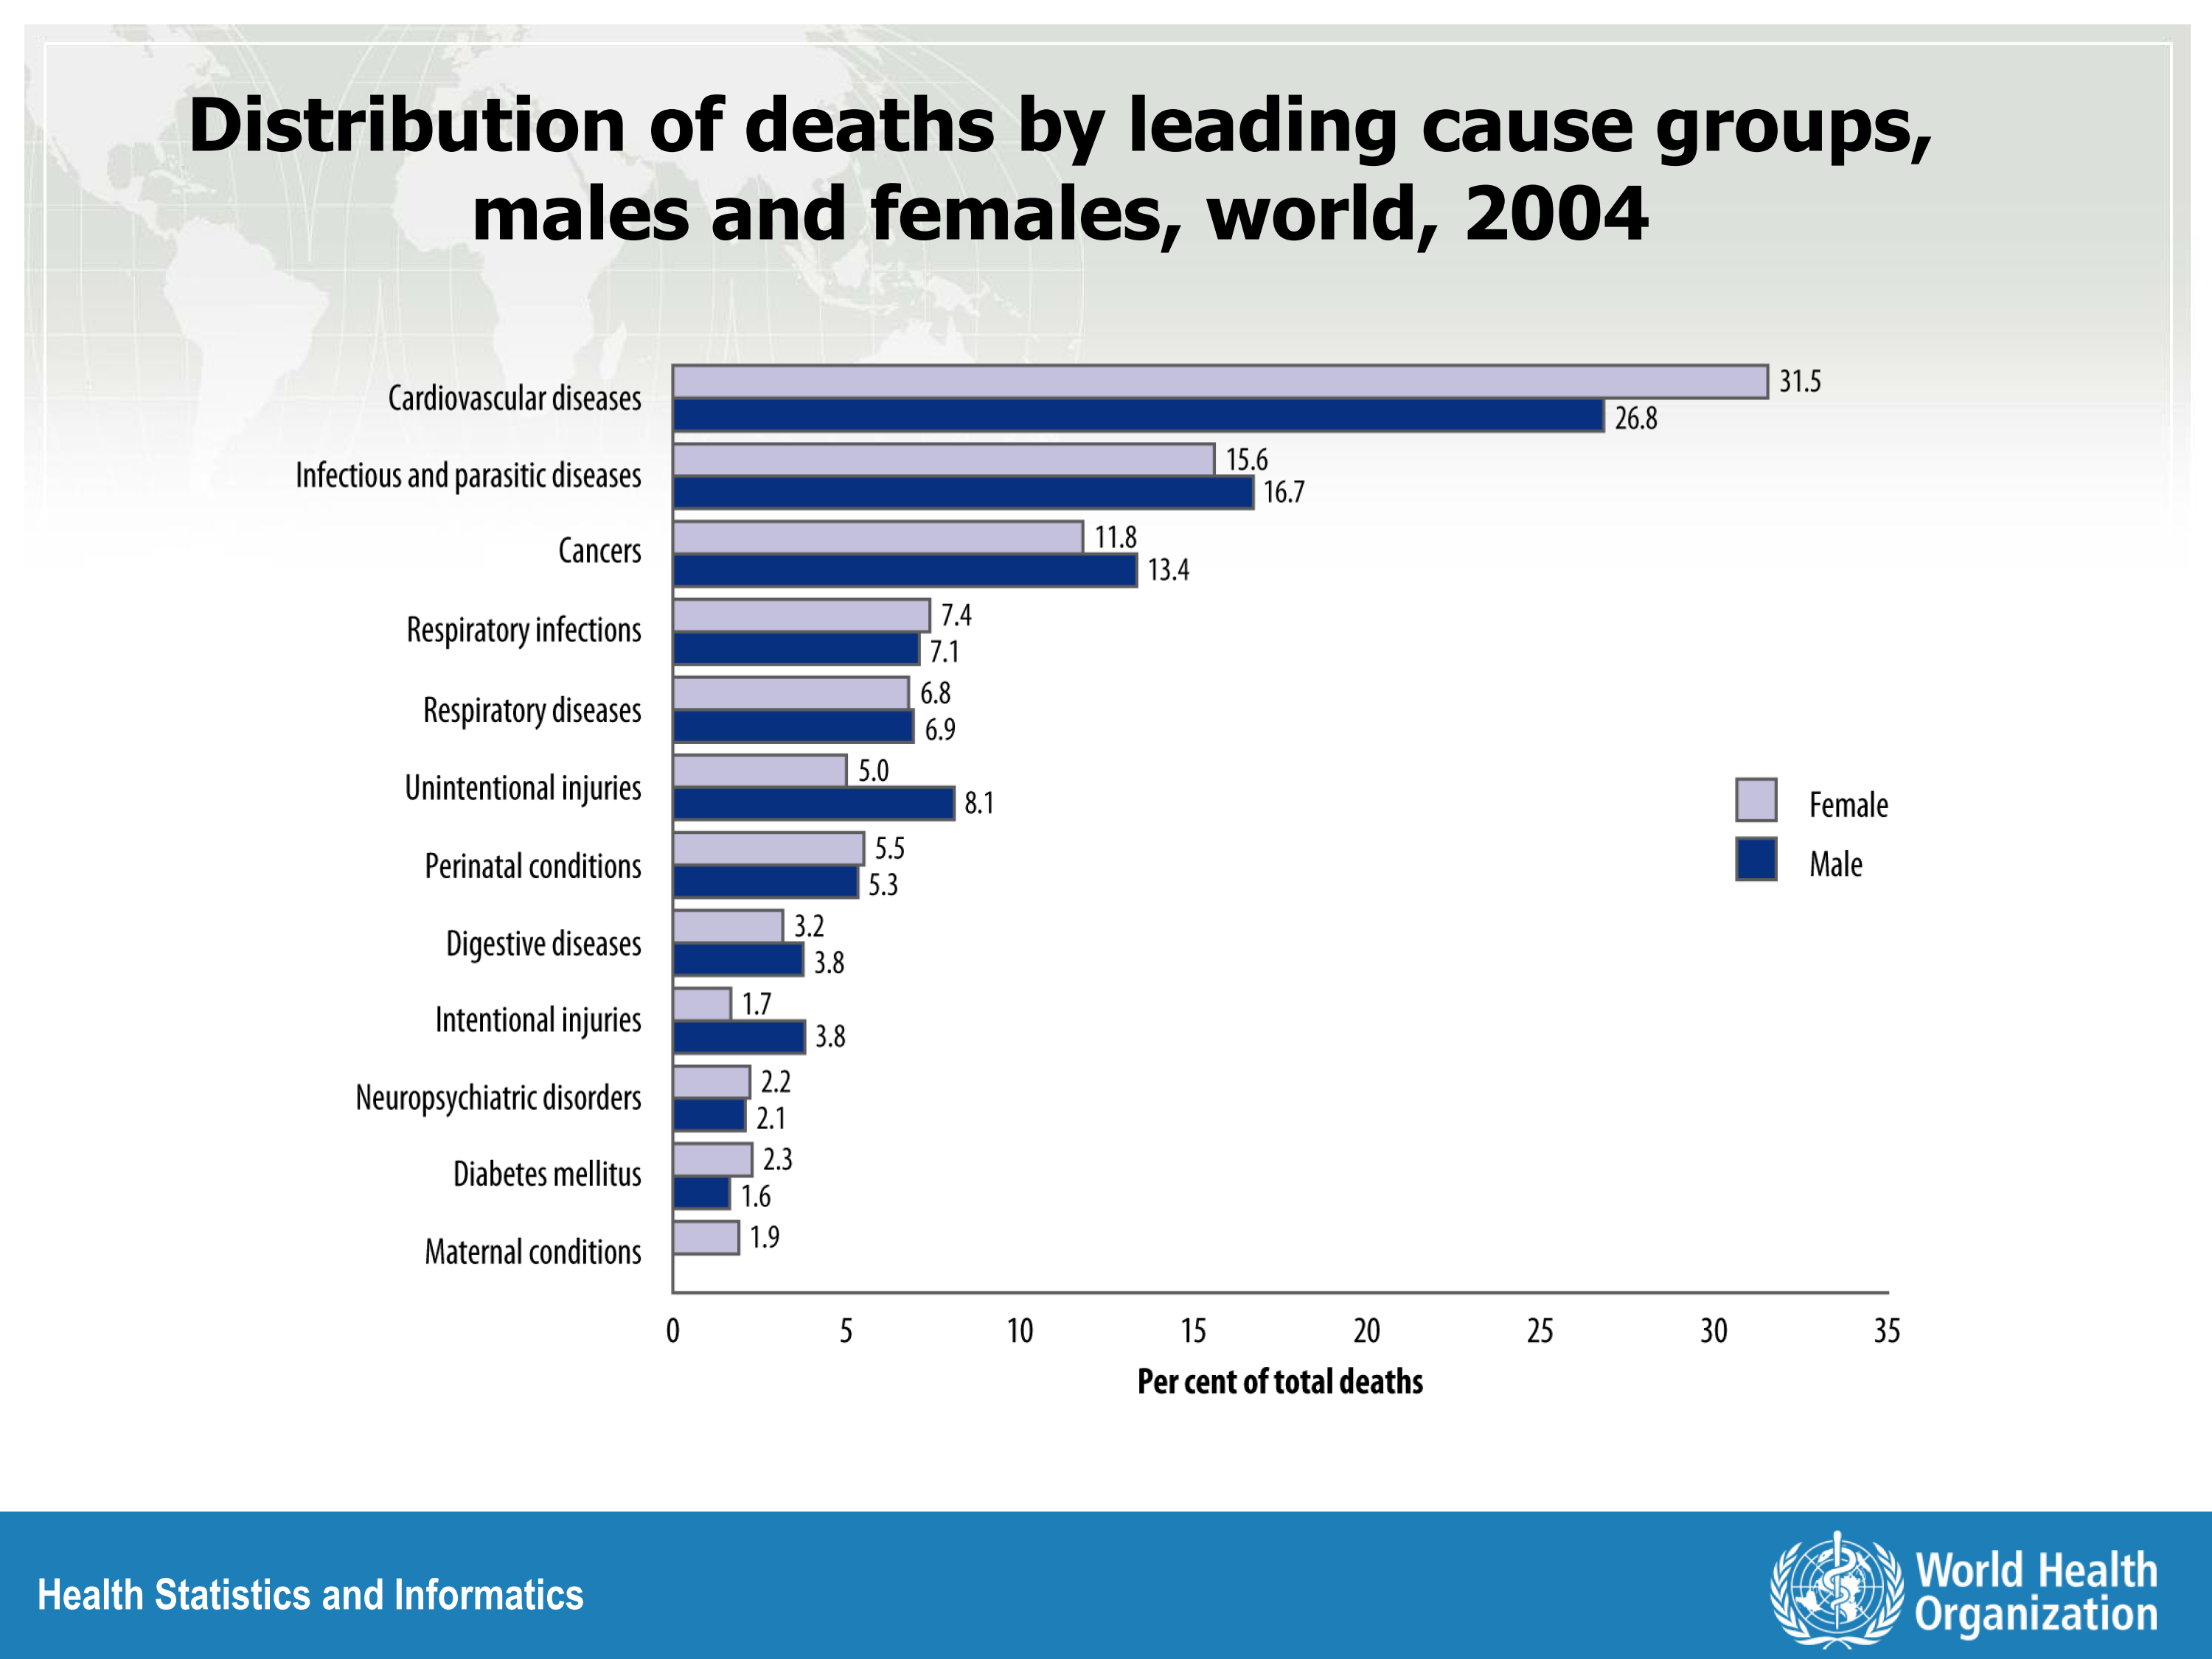 Distribution of deaths by leading cause groups,
males and females, world, 2004
Cardiovascular diseases
31.5
26.8
Infectious and parasitic diseases
15.6
16.7
Cancers
11.8
13.4
Respiratory infections
7.4
7.1
Respiratory diseases
6.8
6.9
Unintentional injuries
5.0
8.1
Perinatal conditions
5.5
5.3
Digestive diseases
3.2
3.8
Intentional injuries
1.7
3.8
Neuropsychiatric disorders
2.2
2.1
Diabetes mellitus
2.3
1.6
Maternal conditions
1.9
Female
Male
0 5 10 15 20 25 30 35
Per cent of total deaths
Health Statistics and Informatics
World Health
Organization